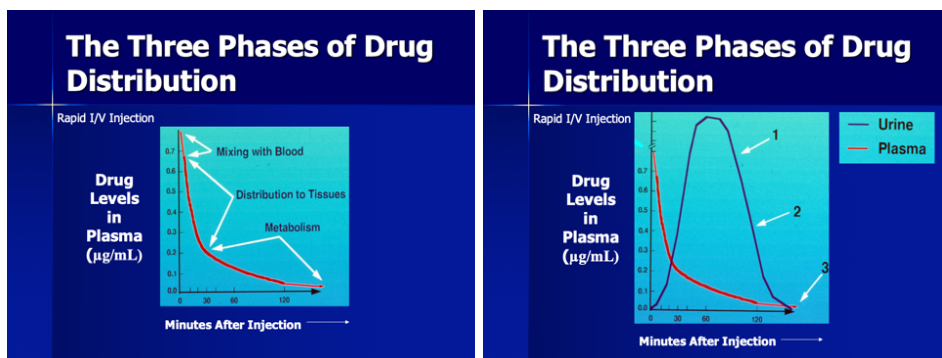 The Three Phases of Drug
Distribution
Rapid I/V Injection
Mixing with Blood
Distribution to Tissues
Metabolism
Drug
Levels
in
Plasma
(µg/mL)
0.7
0.6
0.5
0.4
0.3
0.2
0.1
0.0
0 30 60 120
Minutes After Injection
The Three Phases of Drug
Distribution
Rapid I/V Injection
Urine
Plasma
1
2
3
Drug
Levels
in
Plasma
(µg/mL)
0.7
0.6
0.5
0.4
0.3
0.2
0.1
0.0
0 30 60 120
Minutes After Injection